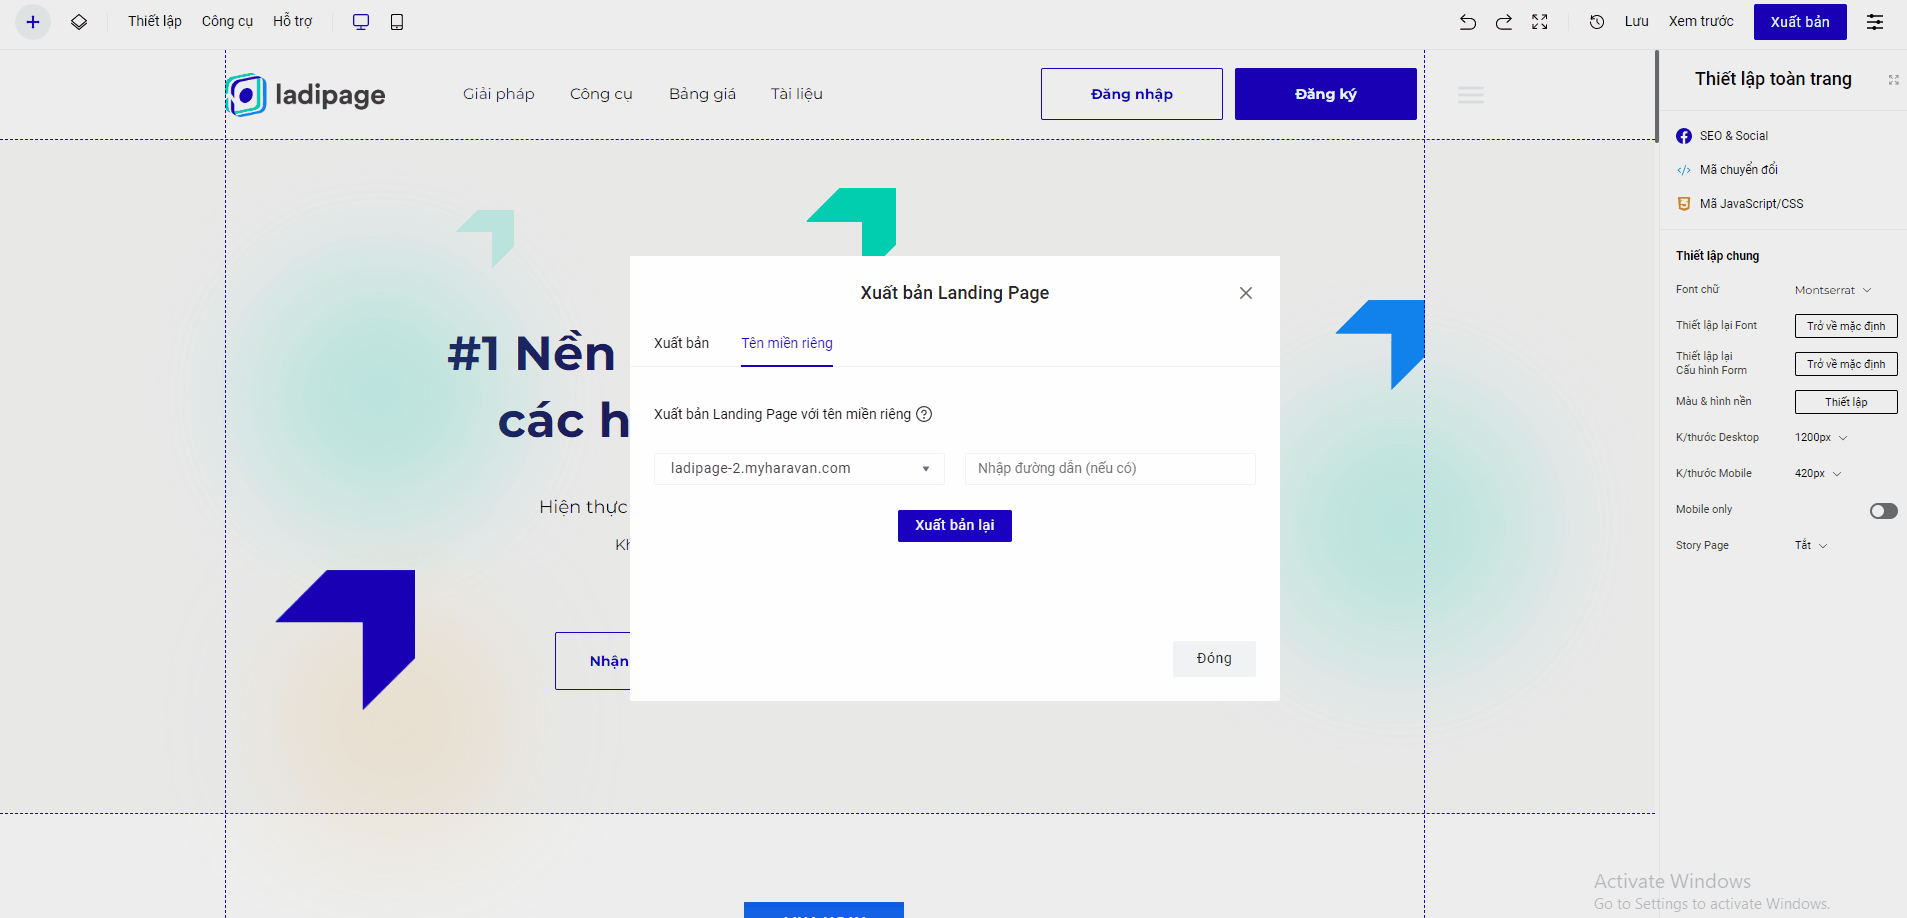 Thiết lập Công cụ Hỗ trợ Lưu Xem trước Xuất bản
ladipage Giải pháp Công cụ Bảng giá Tài liệu Đăng nhập Đăng ký
#1 Nền
các h
Hiện thực
Nhận
Xuất bản Landing Page
Xuất bản Tên miền riêng
Xuất bản Landing Page với tên miền riêng ?
ladipage-2.myharavan.com Nhập đường dẫn (nếu có)
Xuất bản lại
Đóng
Thiết lập toàn trang
SEO & Social
Mã chuyển đổi
Mã JavaScript/CSS
Thiết lập chung
Font chữ Montserrat
Thiết lập lại Font Trở về mặc định
Thiết lập lại
Cấu hình Form Trở về mặc định
Màu & hình nền Thiết lập
K/thước Desktop 1200px
K/thước Mobile 420px
Mobile only
Story Page Tắt
Activate Windows
Go to Settings to activate Windows.